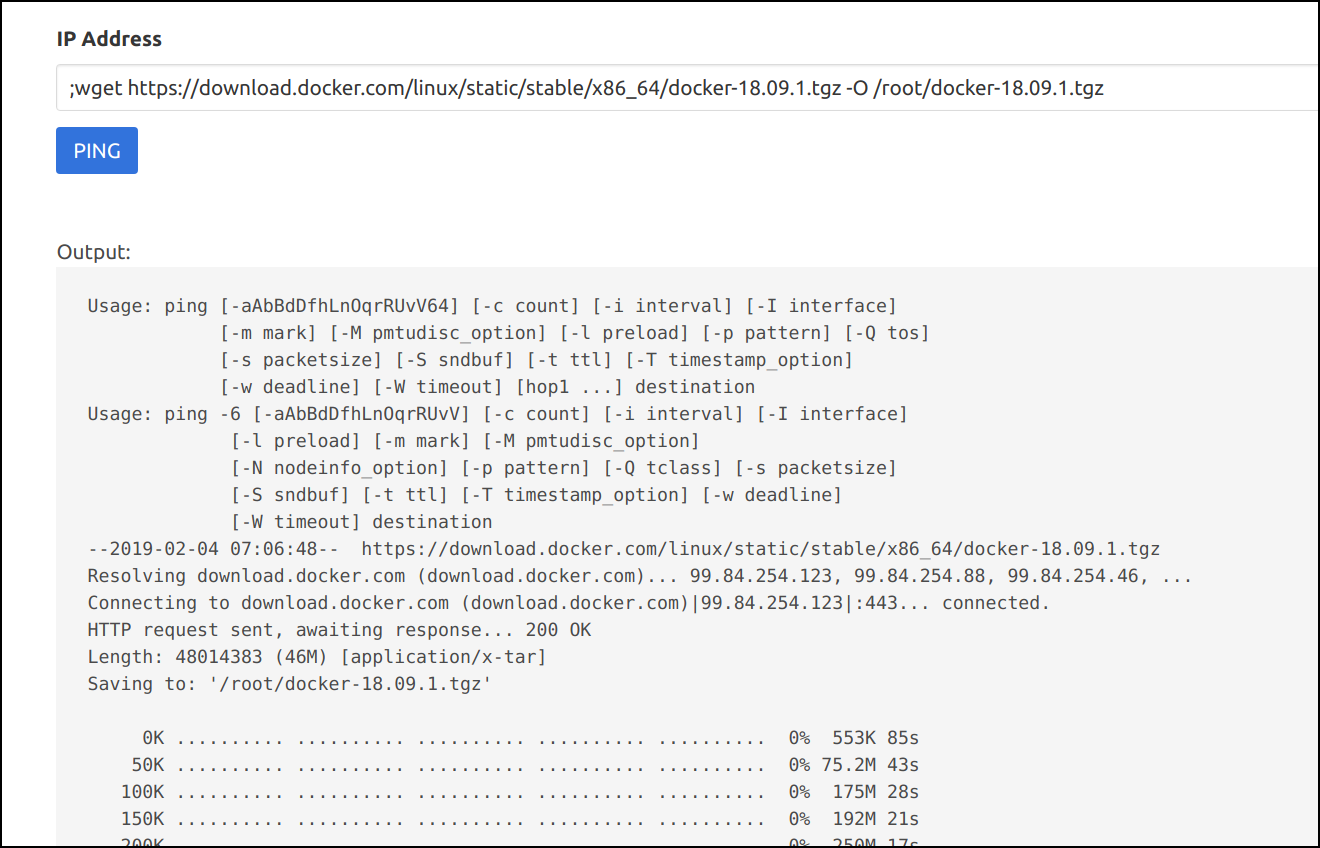 IP Address
;wget https://download.docker.com/linux/static/stable/x86_64/docker-18.09.1.tgz -O /root/docker-18.09.1.tgz
PING
Output:
Usage: ping [-aAbBdDfhLnOqrRUvV64] [-c count] [-i interval] [-I interface]
            [-m mark] [-M pmtudisc_option] [-l preload] [-p pattern] [-Q tos]
            [-s packetsize] [-S sndbuf] [-t ttl] [-T timestamp_option]
            [-w deadline] [-W timeout] [hop1 ...] destination
Usage: ping -6 [-aAbBdDfhLnOqrRUvV] [-c count] [-i interval] [-I interface]
             [-l preload] [-m mark] [-M pmtudisc_option]
             [-N nodeinfo_option] [-p pattern] [-Q tclass] [-s packetsize]
             [-S sndbuf] [-t ttl] [-T timestamp_option] [-w deadline]
             [-W timeout] destination
--2019-02-04 07:06:48--  https://download.docker.com/linux/static/stable/x86_64/docker-18.09.1.tgz
Resolving download.docker.com (download.docker.com)... 99.84.254.123, 99.84.254.88, 99.84.254.46, ...
Connecting to download.docker.com (download.docker.com)|99.84.254.123|:443... connected.
HTTP request sent, awaiting response... 200 OK
Length: 48014383 (46M) [application/x-tar]
Saving to: '/root/docker-18.09.1.tgz'
     0K .......... .......... .......... .......... ..........  0%  553K 85s
    50K .......... .......... .......... .......... ..........  0% 75.2M 43s
   100K .......... .......... .......... .......... ..........  0%  175M 28s
   150K .......... .......... .......... .......... ..........  0%  192M 21s
   200K  0%  250M 17s